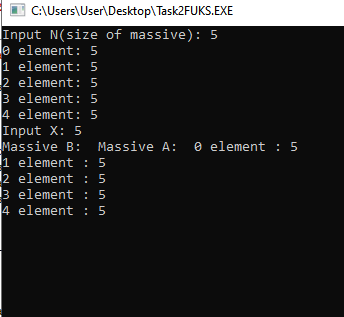 C:\Users\User\Desktop\Task2FUKS.EXE
Input N(size of massive): 5
0 element: 5
1 element: 5
2 element: 5
3 element: 5
4 element: 5
Input X: 5
Massive B:  Massive A:  0 element : 5
1 element : 5
2 element : 5
3 element : 5
4 element : 5